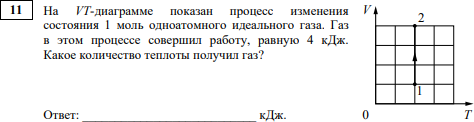 11
На VT-диаграмме показан процесс изменения
состояния 1 моль одноатомного идеального газа. Газ
в этом процессе совершил работу, равную 4 кДж.
Какое количество теплоты получил газ?
Ответ: ___________________________ кДж.
V
2
1
0
T